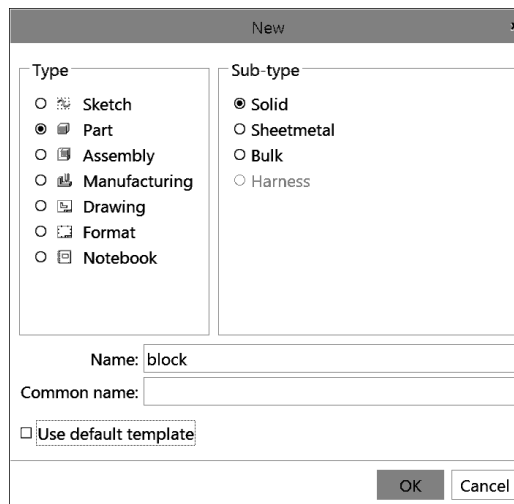 New
Type
Sketch
Part
Assembly
Manufacturing
Drawing
Format
Notebook
Sub-type
Solid
Sheetmetal
Bulk
Harness
Name: block
Common name:
Use default template
OK Cancel